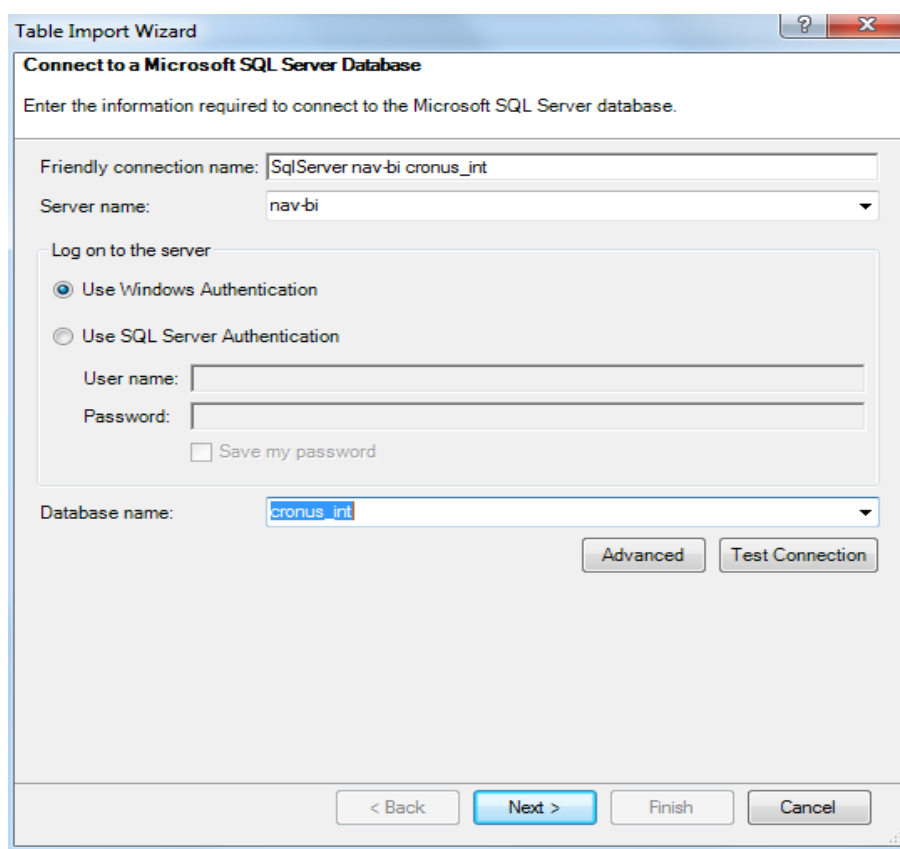 Table Import Wizard
Connect to a Microsoft SQL Server Database
Enter the information required to connect to the Microsoft SQL Server database.
Friendly connection name: SqlServer nav-bi cronus_int
Server name: nav-bi
Log on to the server
Use Windows Authentication
Use SQL Server Authentication
User name:
Password:
Save my password
Database name: cronus_int
Advanced Test Connection
< Back Next > Finish Cancel